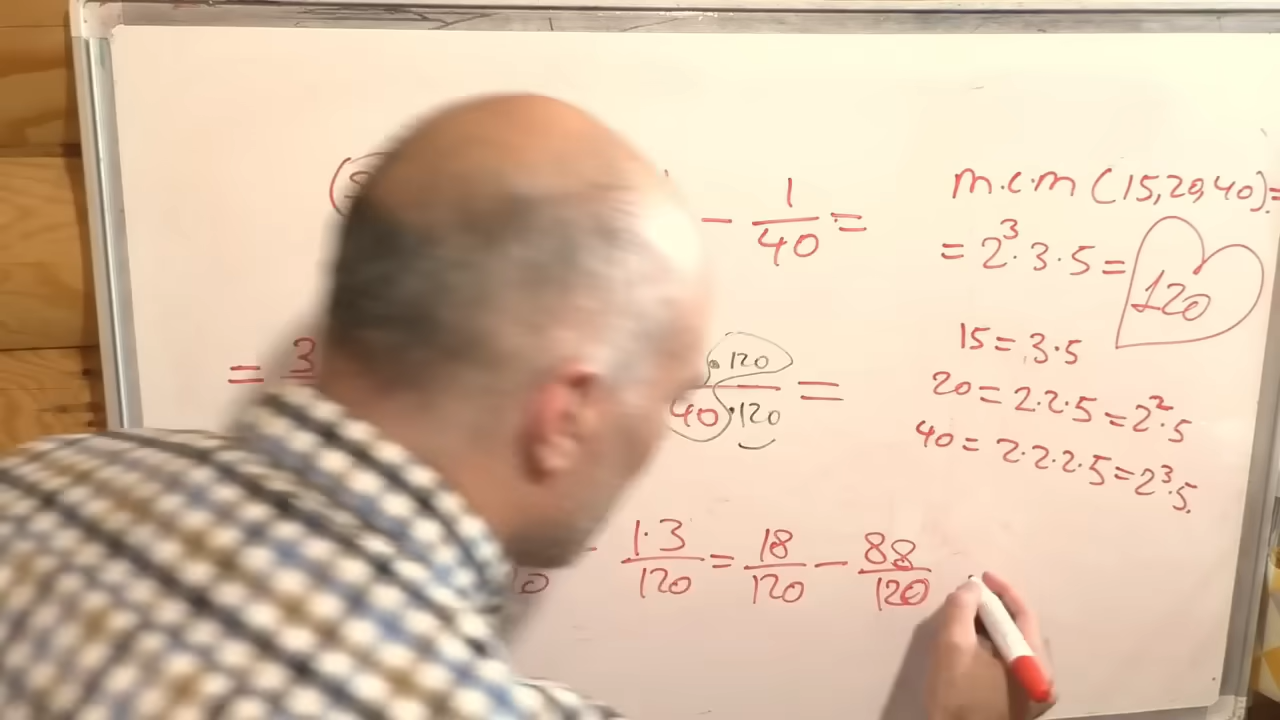 - 1/40 =
m.c.m (15,20,40)=
= 2³·3·5 = 120
15 = 3·5
20 = 2·2·5 = 2²·5
40 = 2·2·2·5 = 2³·5
= 3 ·120/40·120 =
- 1·3/120 = 18/120 - 88/120